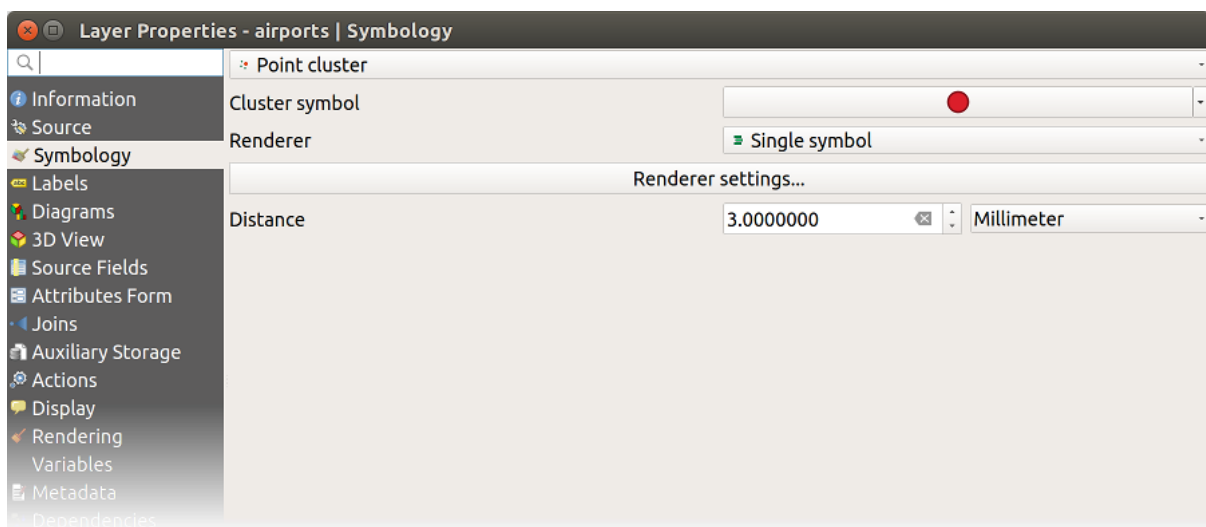 Layer Properties - airports | Symbology
Point cluster
Information
Cluster symbol
Source
Renderer
Single symbol
Symbology
Labels
Renderer settings...
Diagrams
Distance
3.0000000
Millimeter
3D View
Source Fields
Attributes Form
Joins
Auxiliary Storage
Actions
Display
Rendering
Variables
Metadata
Dependencies